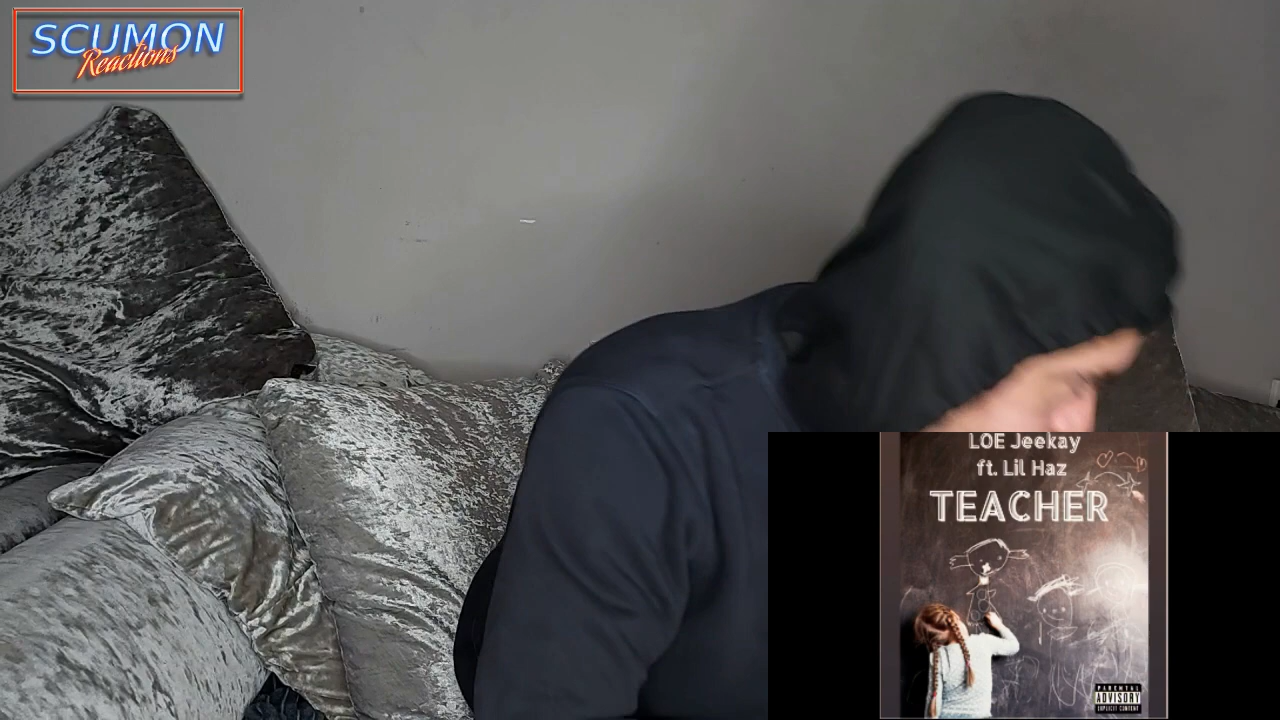 SCUMON
Reactions
LOE Jeekay
ft. Lil Haz
TEACHER
PARENTAL
ADVISORY
EXPLICIT CONTENT